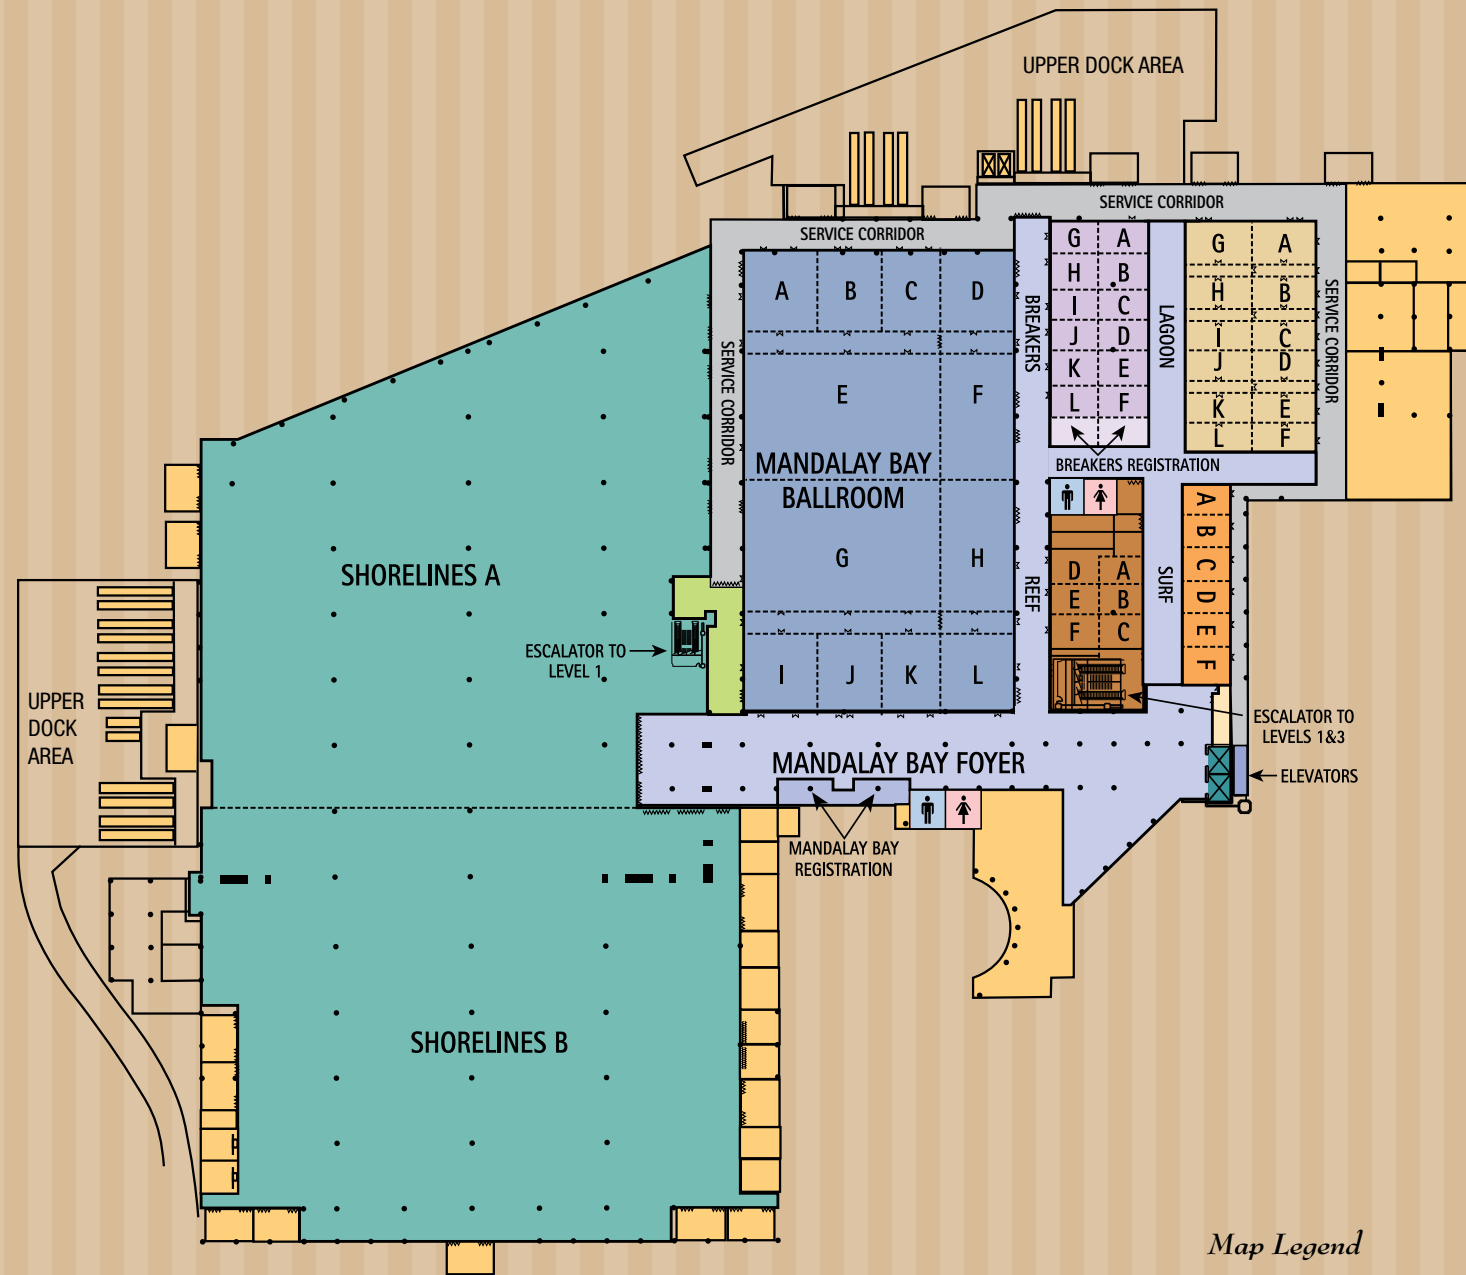 UPPER DOCK AREA
SERVICE CORRIDOR
SERVICE CORRIDOR
G A
H B
I C
J D
K E
L F
BREAKERS
LAGOON
G A
H B
I C
J D
K E
L F
SERVICE CORRIDOR
A B C D
E F
SERVICE CORRIDOR
MANDALAY BAY
BALLROOM
G H
I J K L
BREAKERS REGISTRATION
REEF
D A
E B
F C
SURF
A
B
C
D
E
F
SHORELINES A
ESCALATOR TO
LEVEL 1
UPPER
DOCK
AREA
ESCALATOR TO
LEVELS 1&3
MANDALAY BAY FOYER
ELEVATORS
MANDALAY BAY
REGISTRATION
SHORELINES B
Map Legend